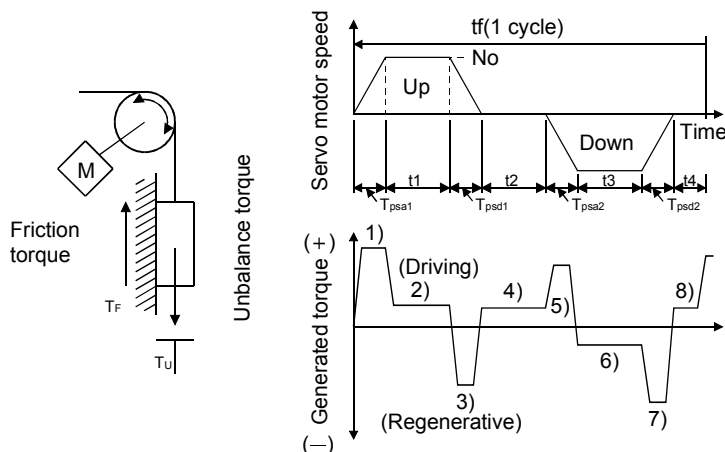 M
Friction
torque
TF
TU
Unbalance torque
Servo motor speed
tf(1 cycle)
No
Up
Down
Time
t1
t2
t3
t4
Tpsa1
Tpsd1
Tpsa2
Tpsd2
Generated torque
(+)
(—)
1)
(Driving)
2)
4)
8)
5)
6)
3)
(Regenerative)
7)